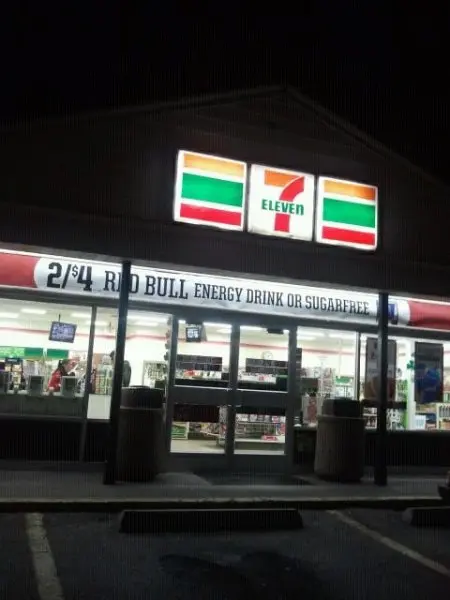 7
ELEVEN
2/$4 RED BULL ENERGY DRINK OR SUGARFREE